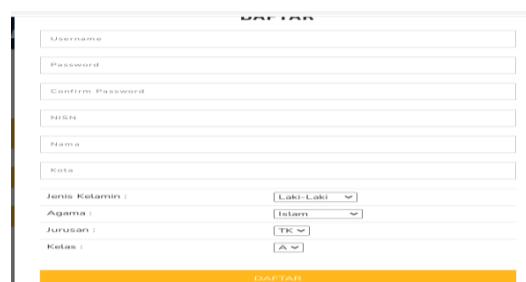 DAFTAR
Username
Password
Confirm Password
NISN
Nama
Kota
Jenis Kelamin : Laki-Laki
Agama : Islam
Jurusan : TK
Kelas : A
DAFTAR